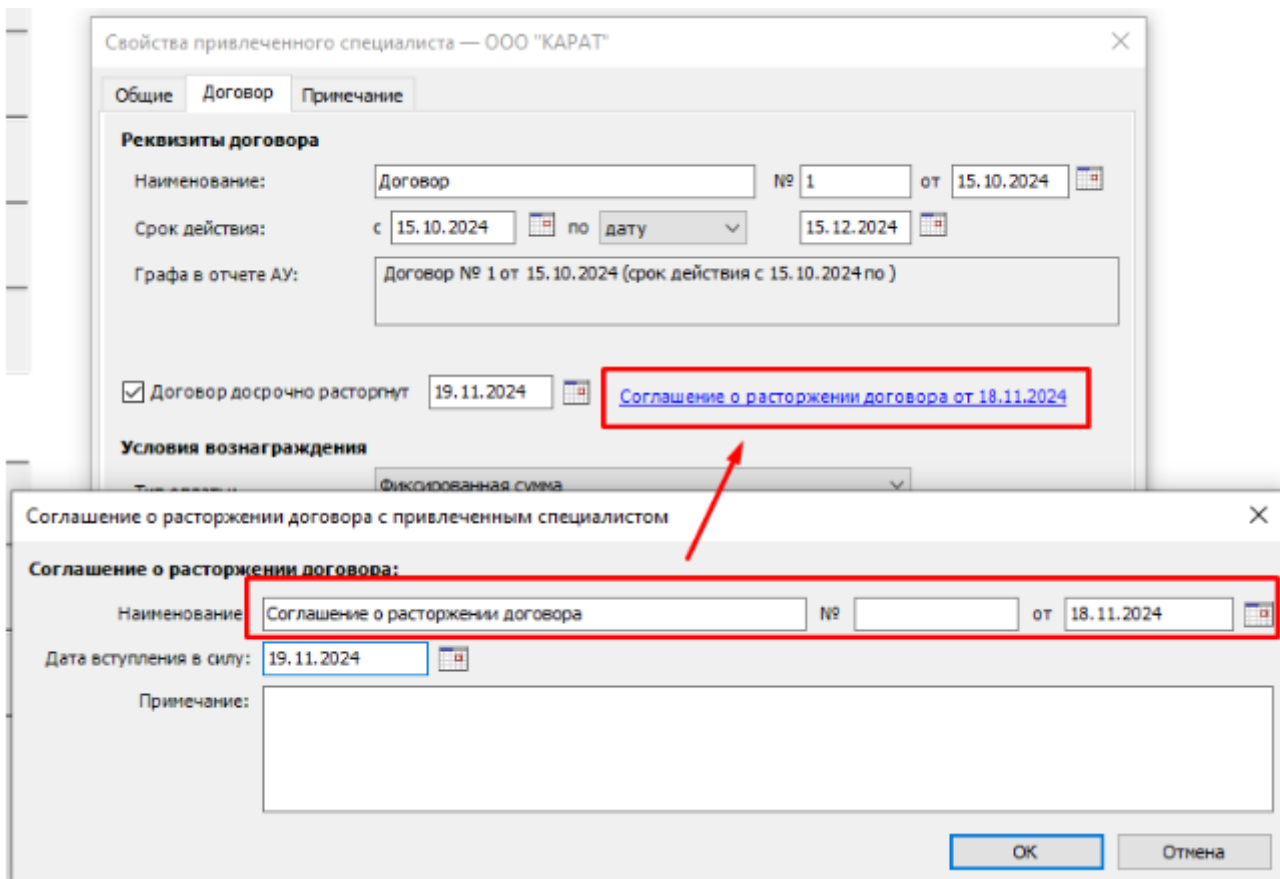 Свойства привлеченного специалиста — ООО "КАРАТ"
Общие Договор Примечание
Реквизиты договора
Наименование: Договор № 1 от 15.10.2024
Срок действия: с 15.10.2024 по дату 15.12.2024
Графа в отчете АУ: Договор № 1 от 15.10.2024 (срок действия с 15.10.2024 по )
Договор досрочно расторгнут 19.11.2024 Соглашение о расторжении договора от 18.11.2024
Условия вознаграждения
Тип оплаты: Фиксированная сумма
Соглашение о расторжении договора с привлеченным специалистом
Соглашение о расторжении договора:
Наименование Соглашение о расторжении договора № от 18.11.2024
Дата вступления в силу: 19.11.2024
Примечание:
ОК Отмена